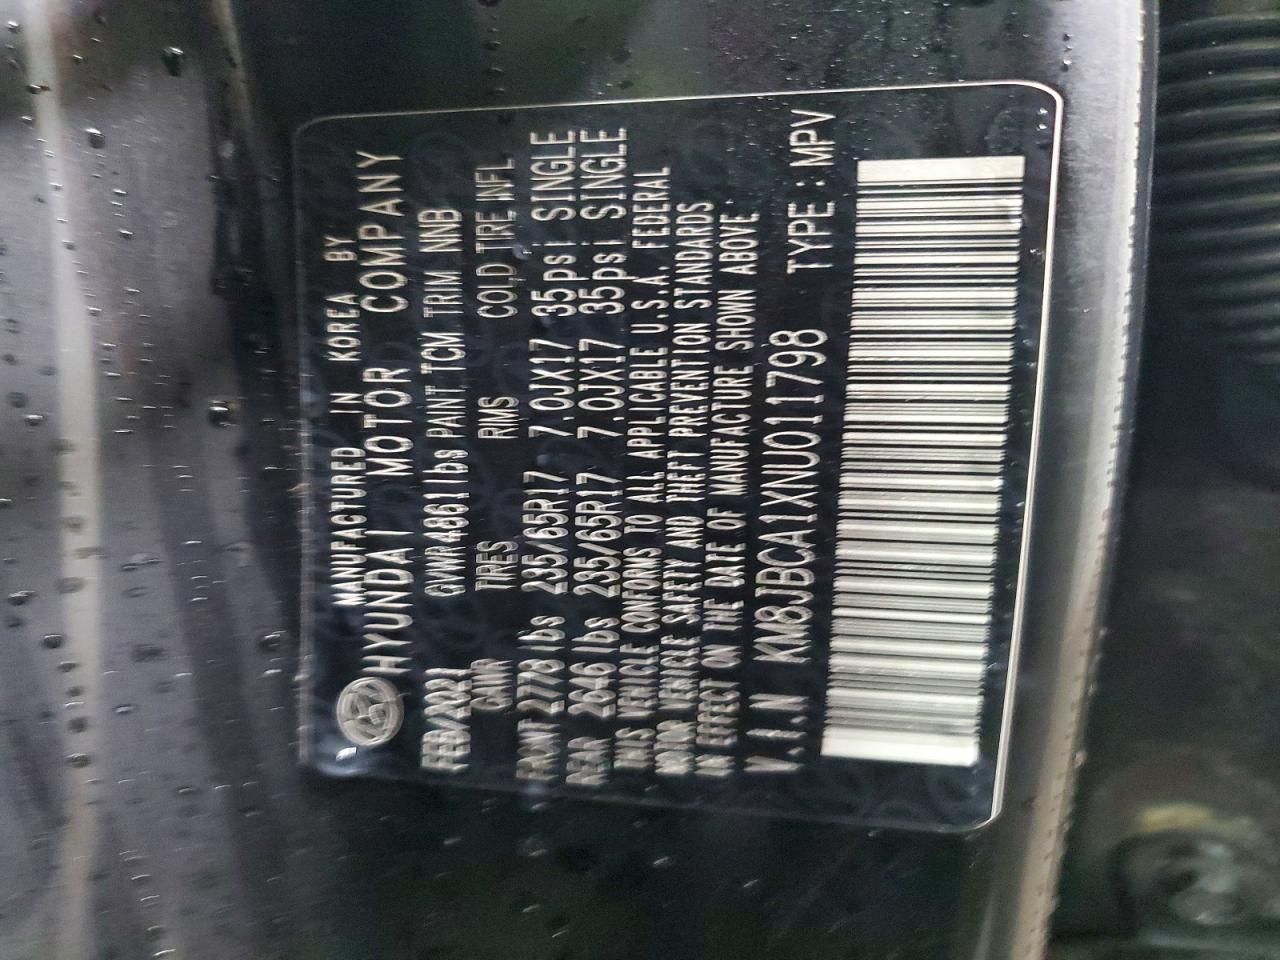 MANUFACTURED IN KOREA BY
HYUNDAI MOTOR COMPANY
FEB/2021 GVWR 4861 lbs PAINT TCM TRIM NNB
GAWR TIRES RIMS COLD TIRE INFL
FRONT 2778 lbs 235/65R17 7.0JX17 35psi SINGLE
REAR 2646 lbs 235/65R17 7.0JX17 35psi SINGLE
THIS VEHICLE CONFORMS TO ALL APPLICABLE U.S.A. FEDERAL
MOTOR VEHICLE SAFETY AND THEFT PREVENTION STANDARDS
IN EFFECT ON THE DATE OF MANUFACTURE SHOWN ABOVE.
V.I.N KM8JBCA1XNU011798 TYPE : MPV